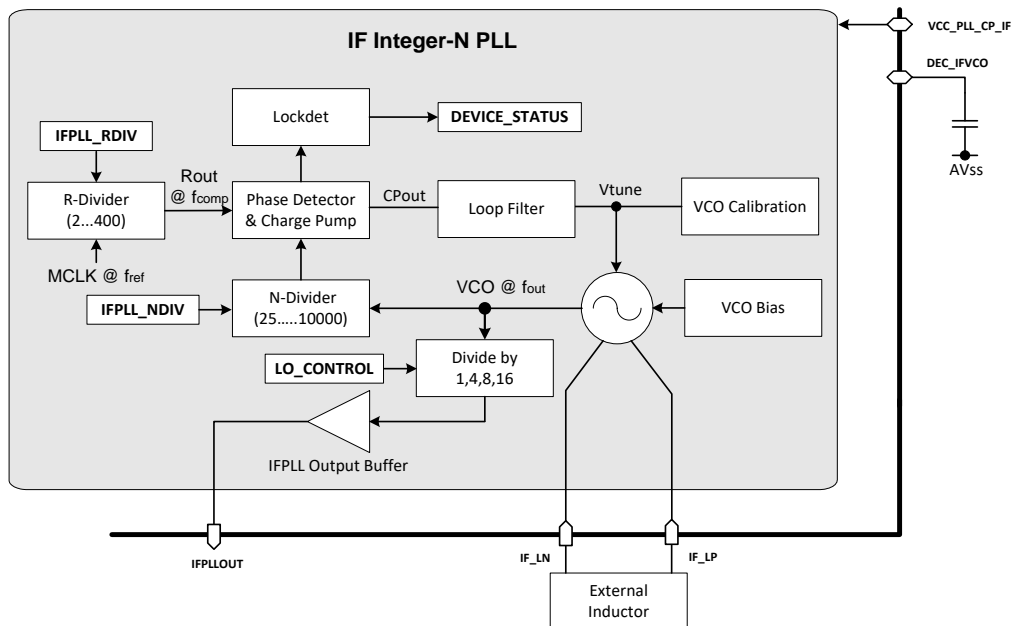 IF Integer-N PLL
VCC_PLL_CP_IF
DEC_IFVCO
AVss
Lockdet
DEVICE_STATUS
IFPLL_RDIV
Rout
@ fcomp
R-Divider
(2...400)
Phase Detector
& Charge Pump
CPout
Loop Filter
Vtune
VCO Calibration
MCLK @ fref
IFPLL_NDIV
N-Divider
(25.....10000)
VCO @ fout
VCO Bias
LO_CONTROL
Divide by
1,4,8,16
IFPLL Output Buffer
IFPLLOUT
IF_LN
IF_LP
External
Inductor